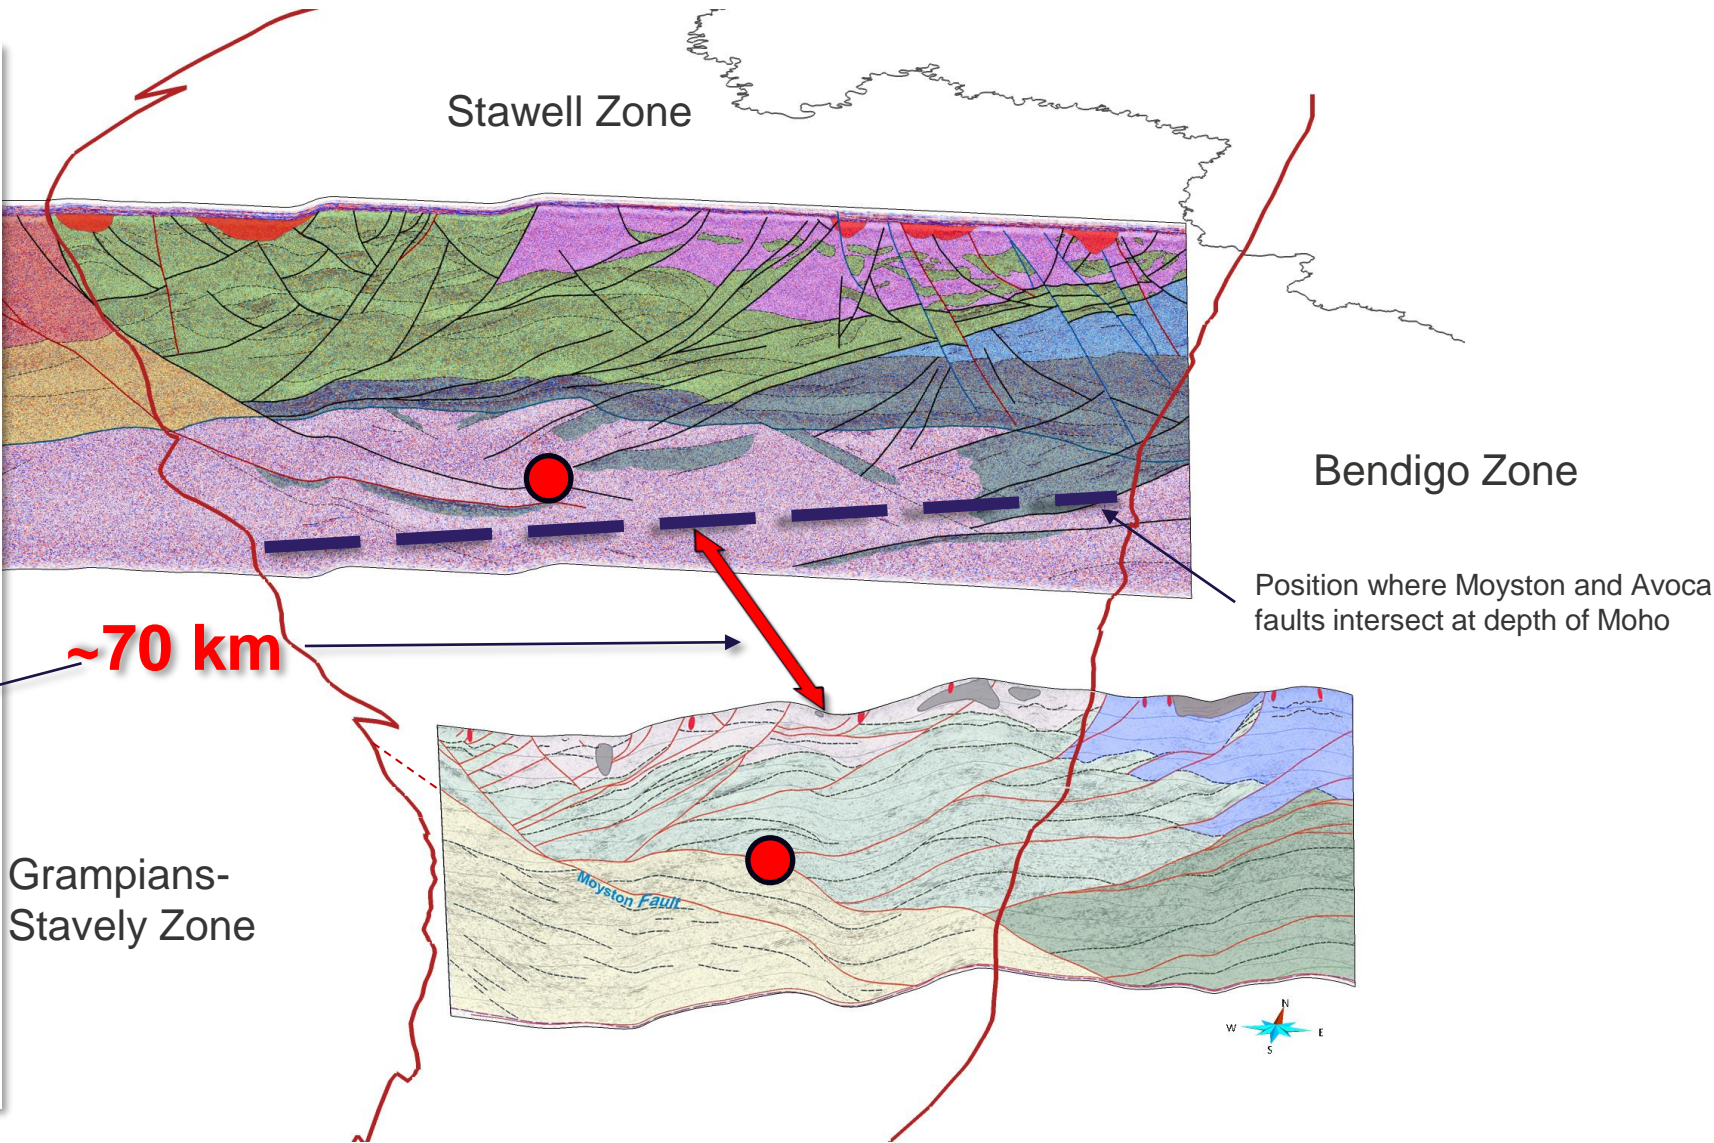 Stawell Zone
Bendigo Zone
Position where Moyston and Avoca
faults intersect at depth of Moho
~70 km
Moyston Fault
Grampians-
Stavely Zone
N
W
E
S